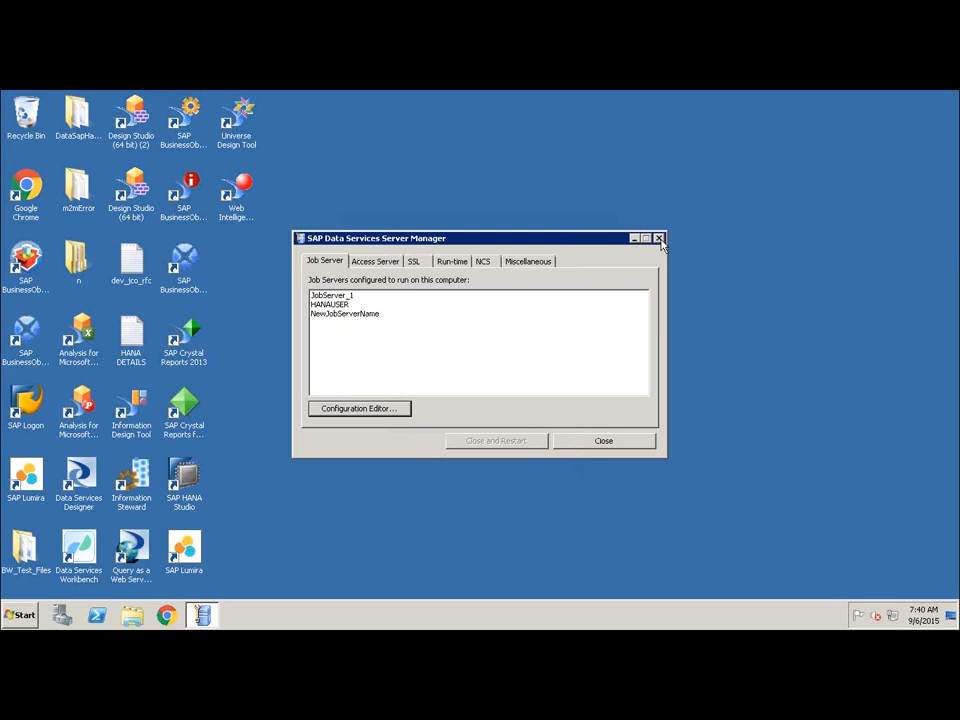 Recycle Bin
DataSapHa...
Design Studio
(64 bit) (2)
SAP
BusinessOb...
Universe
Design Tool
Google
Chrome
m2mError
Design Studio
(64 bit)
SAP
BusinessOb...
Web
Intellige...
SAP
BusinessOb...
n
dev_jco_rfc
SAP
BusinessOb...
SAP
BusinessOb...
Analysis for
Microsof...
HANA
DETAILS
SAP Crystal
Reports 2013
SAP Logon
Analysis for
Microsof...
Information
Design Tool
SAP Crystal
Reports f...
SAP Lumira
Data Services
Designer
Information
Steward
SAP HANA
Studio
BW_Test_Files
Data Services
Workbench
Query as a
Web Serv...
SAP Lumira
SAP Data Services Server Manager
Job Server
Access Server
SSL
Run-time
NCS
Miscellaneous
Job Servers configured to run on this computer:
JobServer_1
HANAUSER
NewJobServerName
Configuration Editor...
Close and Restart
Close
Start
7:40 AM
9/6/2015